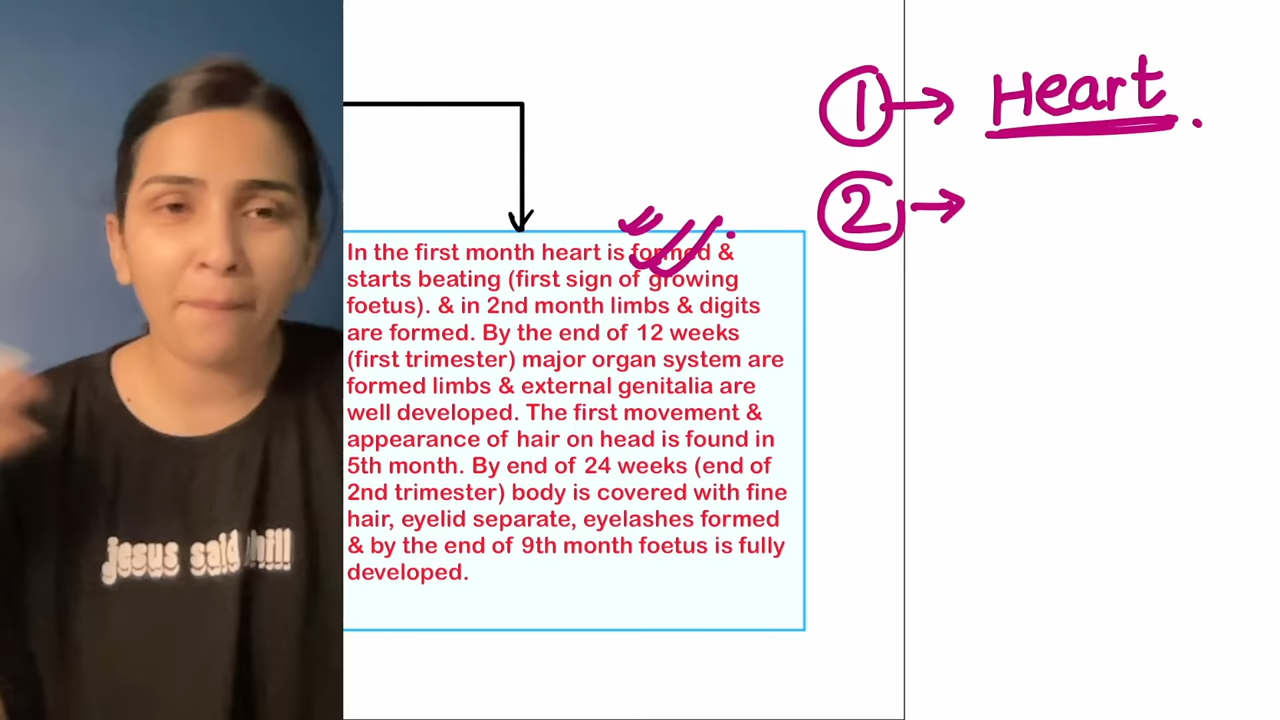 1 → Heart.
2 →
In the first month heart is formed &
starts beating (first sign of growing
foetus). & in 2nd month limbs & digits
are formed. By the end of 12 weeks
(first trimester) major organ system are
formed limbs & external genitalia are
well developed. The first movement &
appearance of hair on head is found in
5th month. By end of 24 weeks (end of
2nd trimester) body is covered with fine
hair, eyelid separate, eyelashes formed
& by the end of 9th month foetus is fully
developed.
jesus said chill